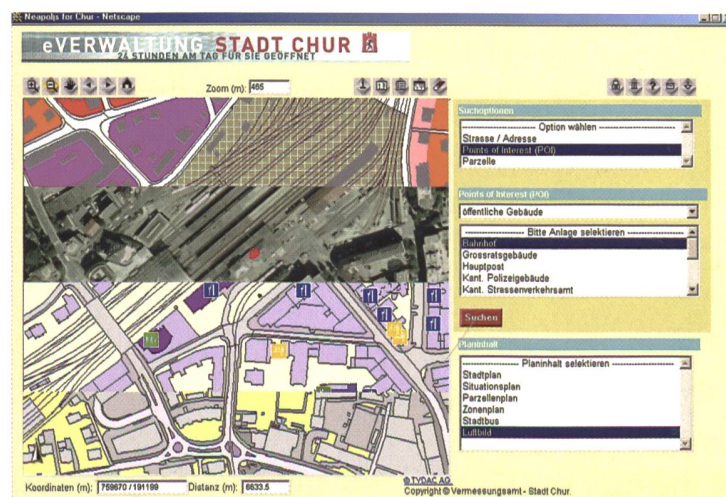 Neapolis for Chur - Netscape
eVERWALTUNG STADT CHUR
24 STUNDEN AM TAG FÜR SIE GEÖFFNET
Zoom (m): 465
Suchoptionen
Option wählen
Strasse / Adresse
Points of Interest (POI)
Parzelle
Points of Interest (POI)
öffentliche Gebäude
Bitte Anlage selektieren
Bahnhof
Grossratsgebäude
Hauptpost
Kant. Polizeigebäude
Kant. Strassenverkehrsamt
Suchen
Planinhalt
Planinhalt selektieren
Stadtplan
Situationsplan
Parzellenplan
Zonenplan
Stadtbus
Luftbild
Koordinaten (m): 759670 / 191199 Distanz (m): 6633.5
© TYDAC AG
Copyright © Vermessungsamt - Stadt Chur.